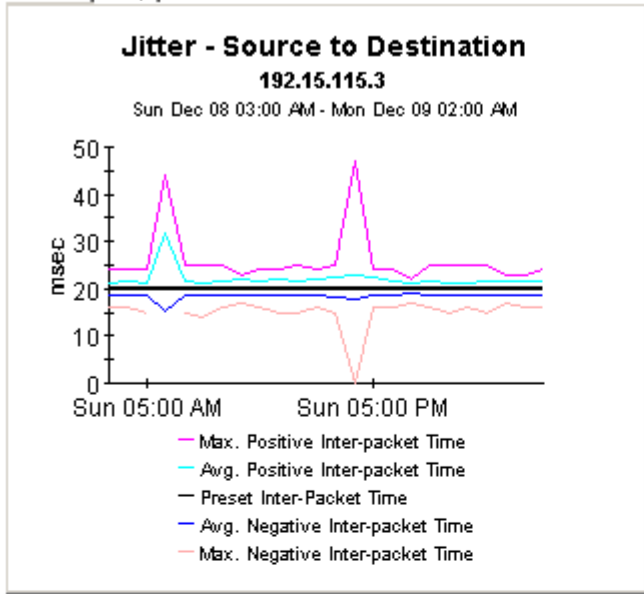 Jitter - Source to Destination
192.15.115.3
Sun Dec 08 03:00 AM - Mon Dec 09 02:00 AM
50
40
30
20
10
0
msec
Sun 05:00 AM Sun 05:00 PM
Max. Positive Inter-packet Time
Avg. Positive Inter-packet Time
Preset Inter-Packet Time
Avg. Negative Inter-packet Time
Max. Negative Inter-packet Time